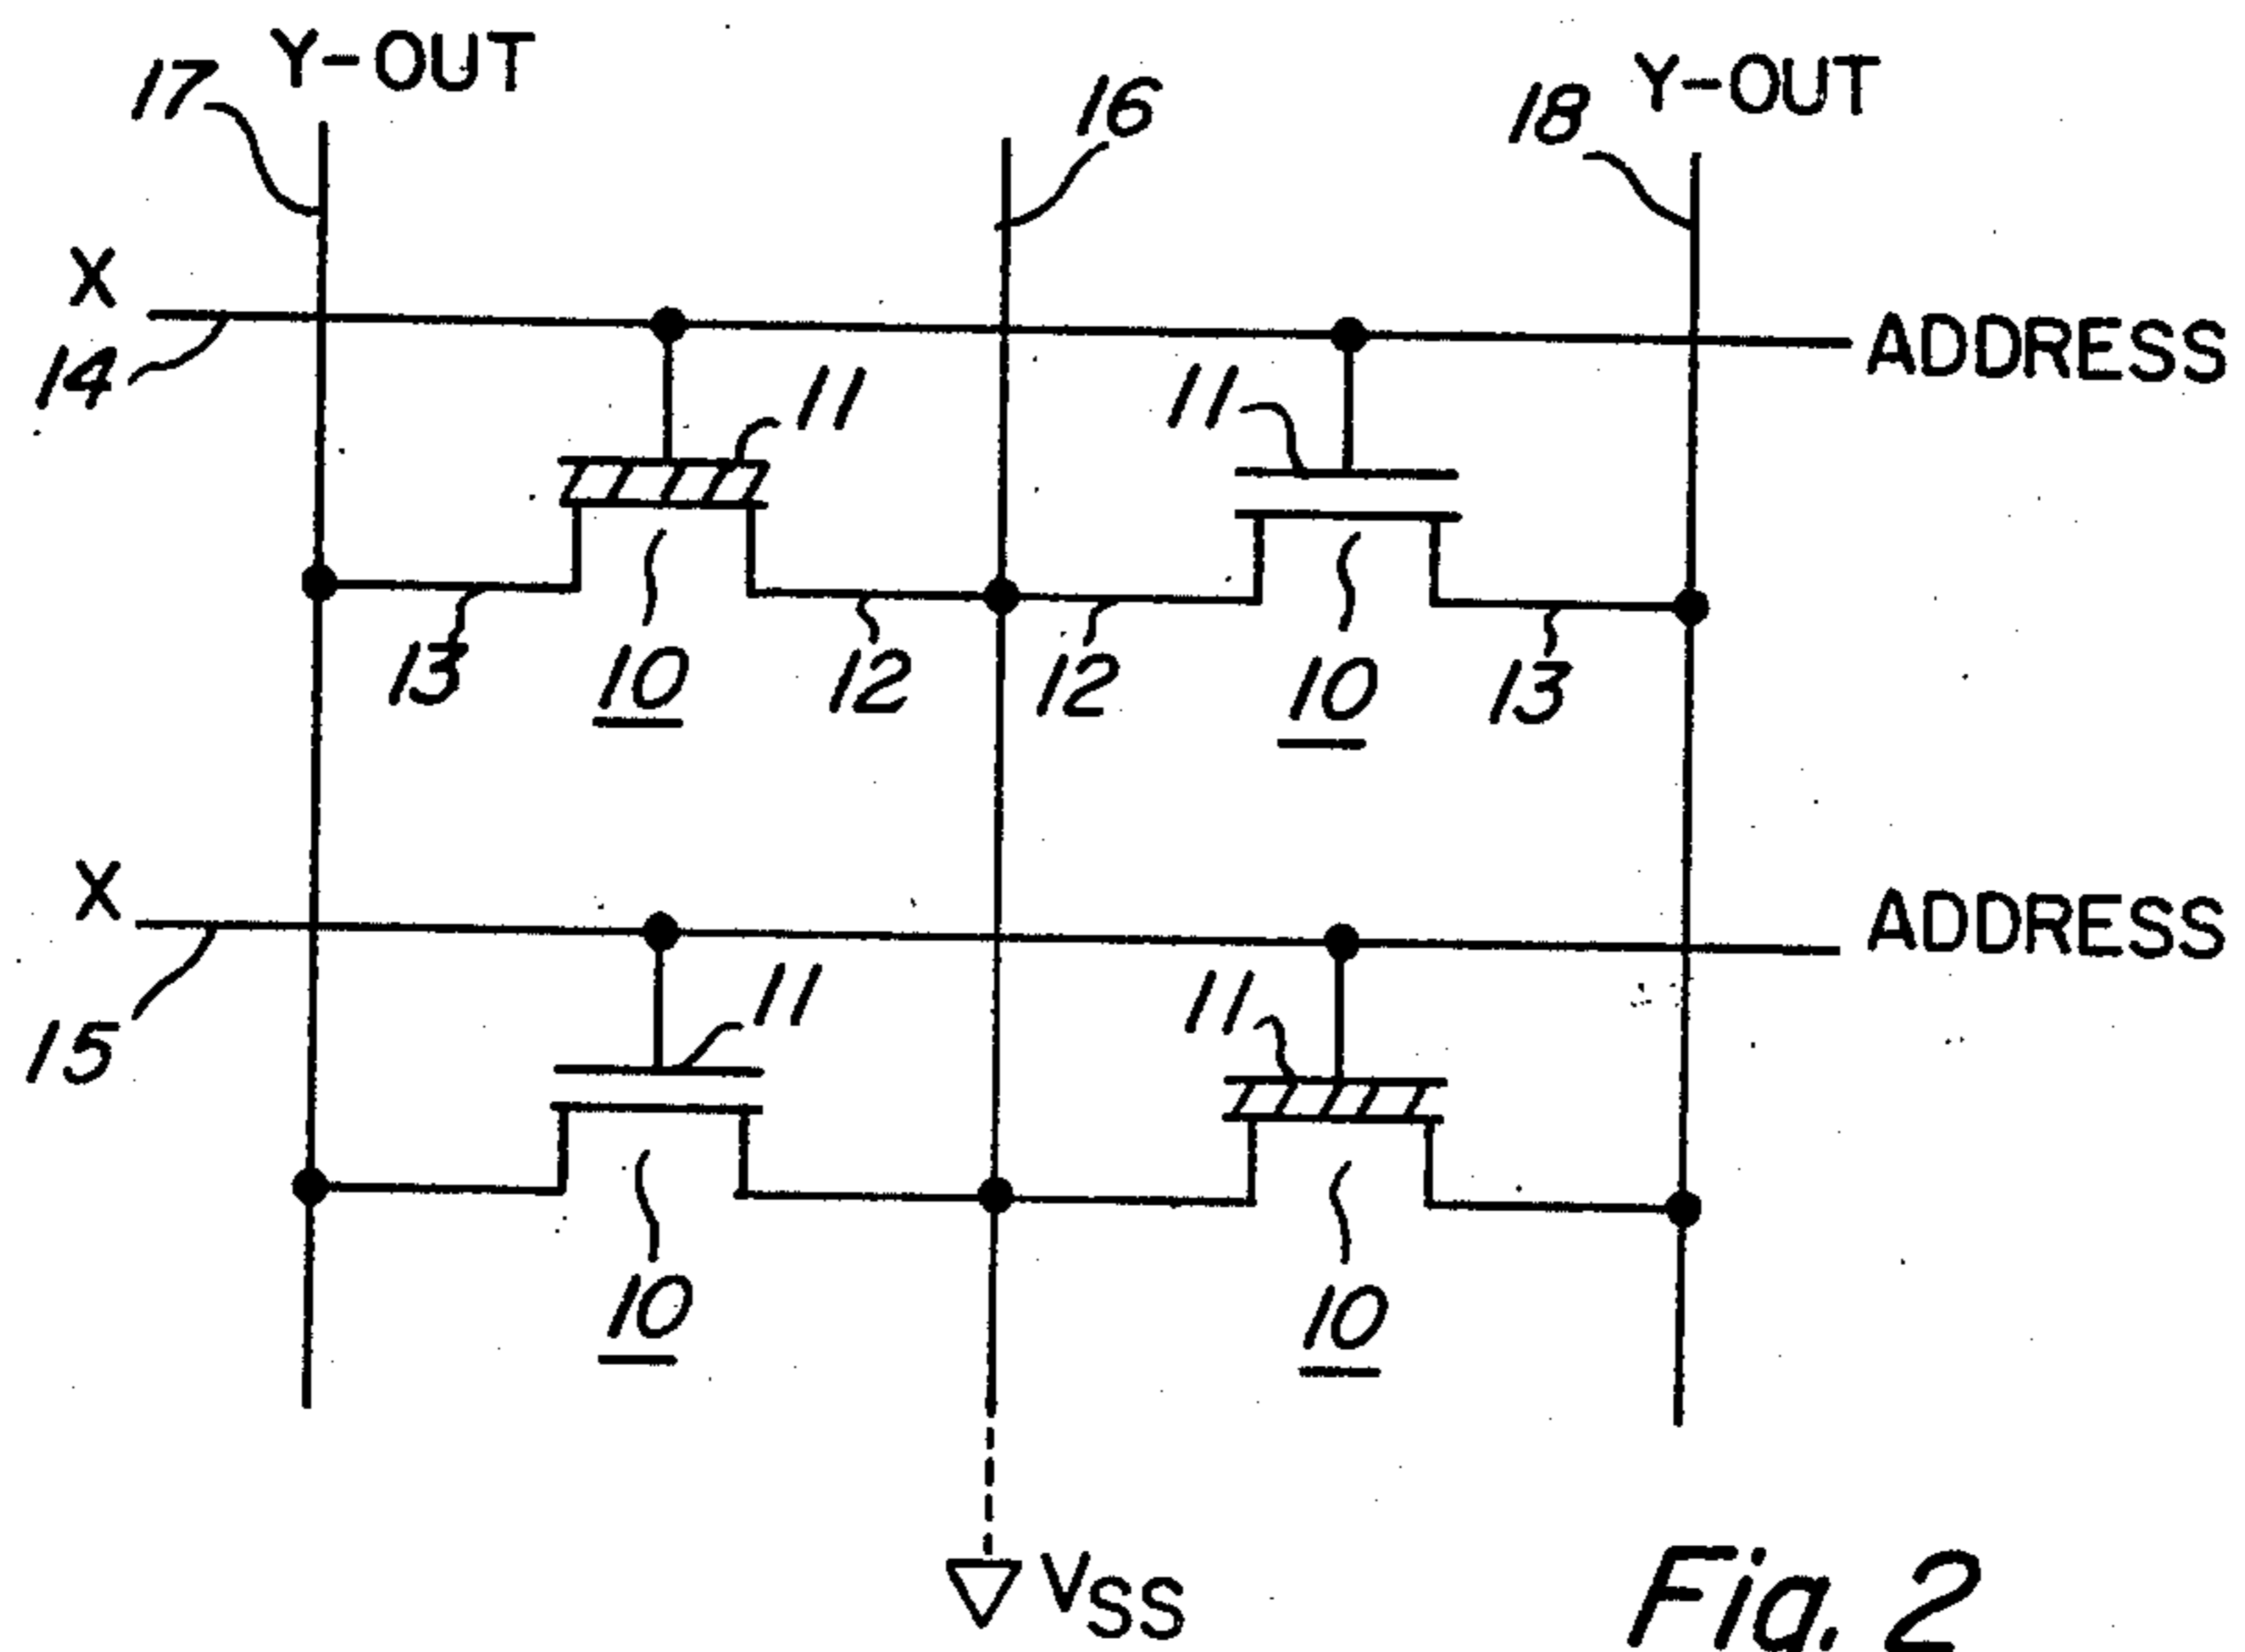 17 Y-OUT 16 18 Y-OUT
X ADDRESS
14 11 11
13 10 12 12 10 13
X ADDRESS
15 11 11
10 10
VSS
Fig. 2